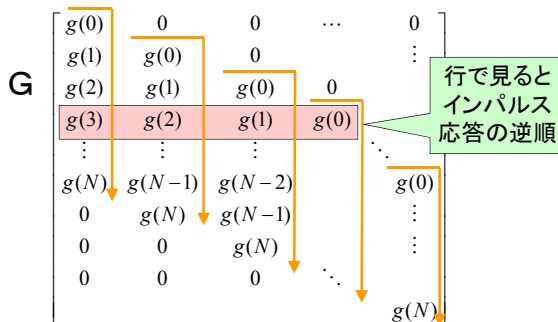 g(0) 0 0 ⋯ 0
g(1) g(0) 0 ⋮
G g(2) g(1) g(0) 0
g(3) g(2) g(1) g(0)
行で見ると
インパルス
応答の逆順
⋮ ⋮ ⋮ ⋱
g(N) g(N−1) g(N−2) g(0)
0 g(N) g(N−1) ⋮
0 0 g(N) ⋮
0 0 0 ⋱
g(N)